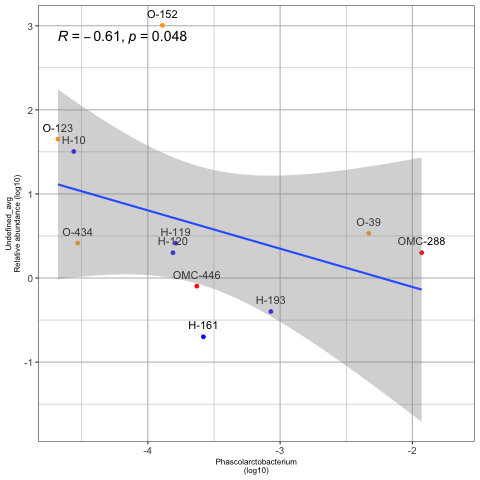 O-152
R = −0.61, p = 0.048
3
O-123
H-10
2
1
O-434
H-119
H-120
O-39
OMC-288
0
OMC-446
H-193
H-161
-1
-4
-3
-2
Undefined_avg
Relative abundance (log10)
Phascolarctobacterium
(log10)